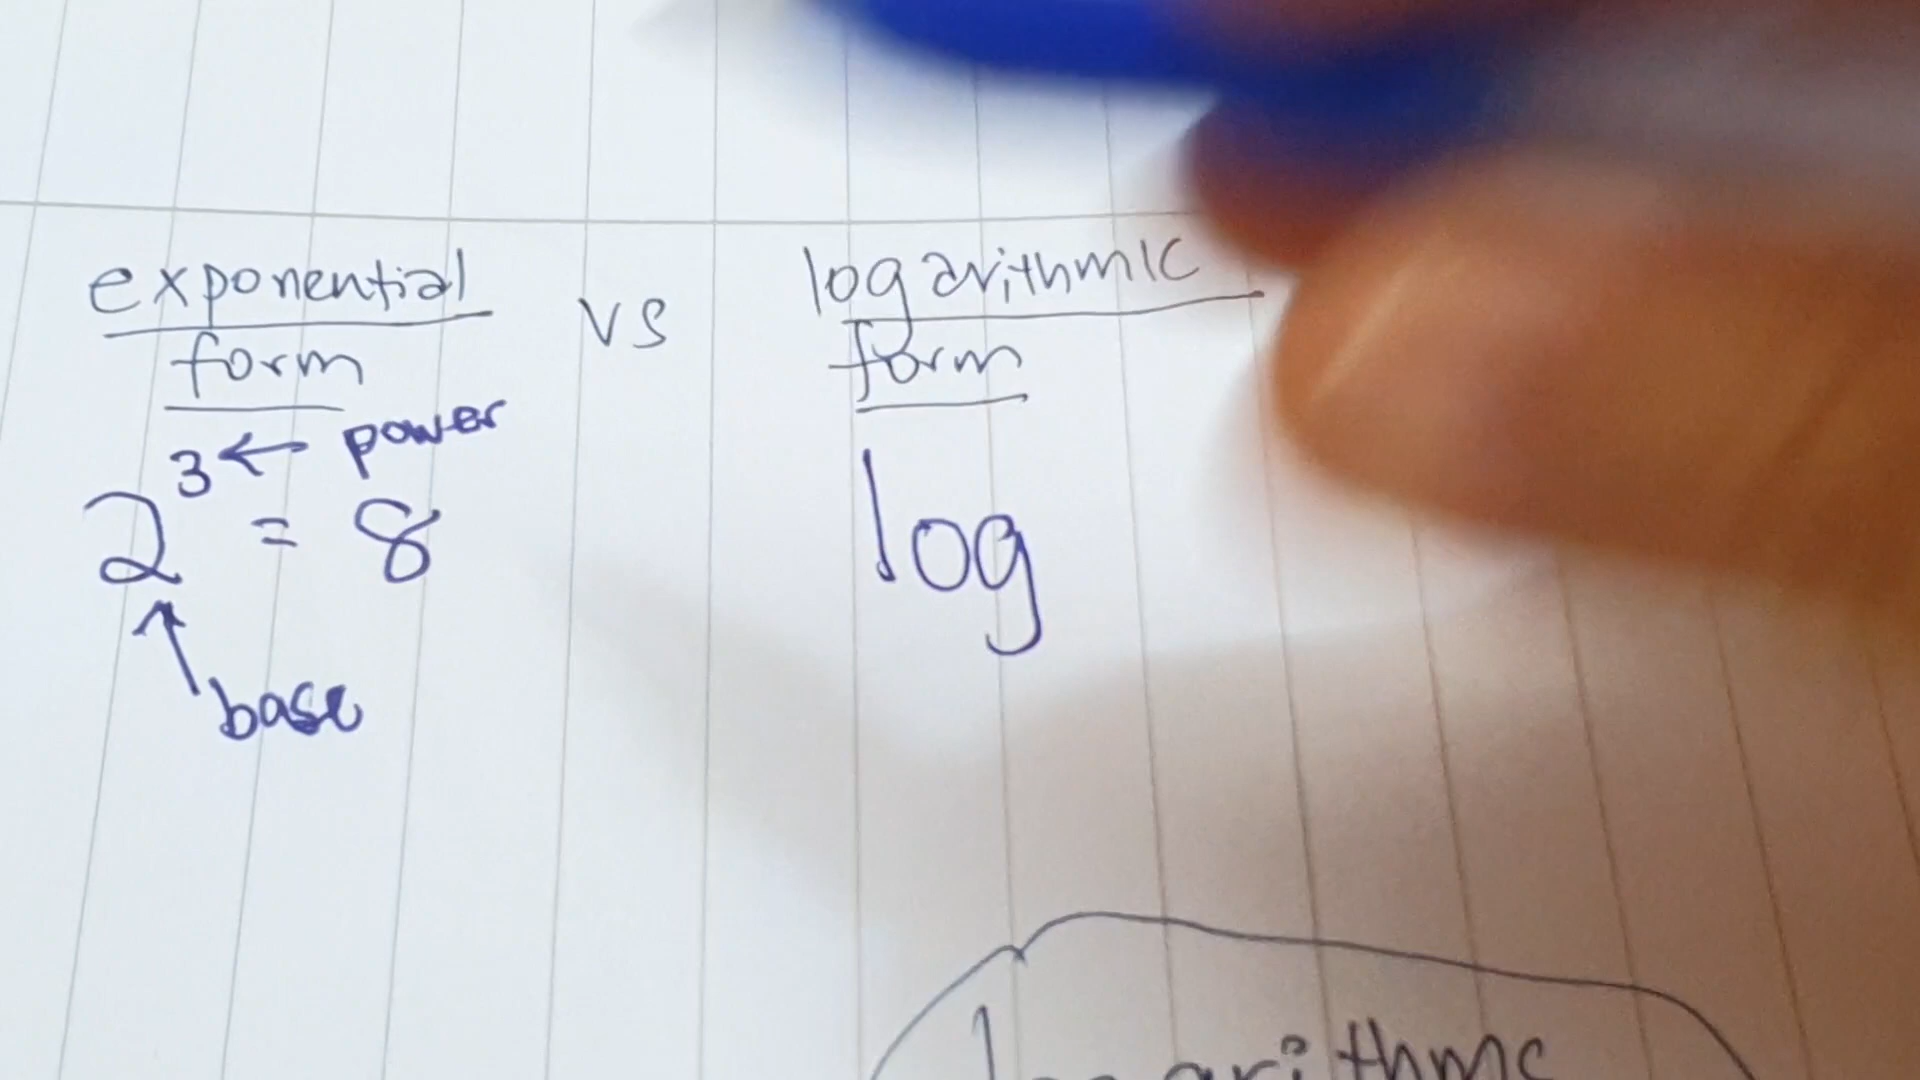 exponential
form
vs
logarithmic
form
3 ← power
2 = 8
base
log